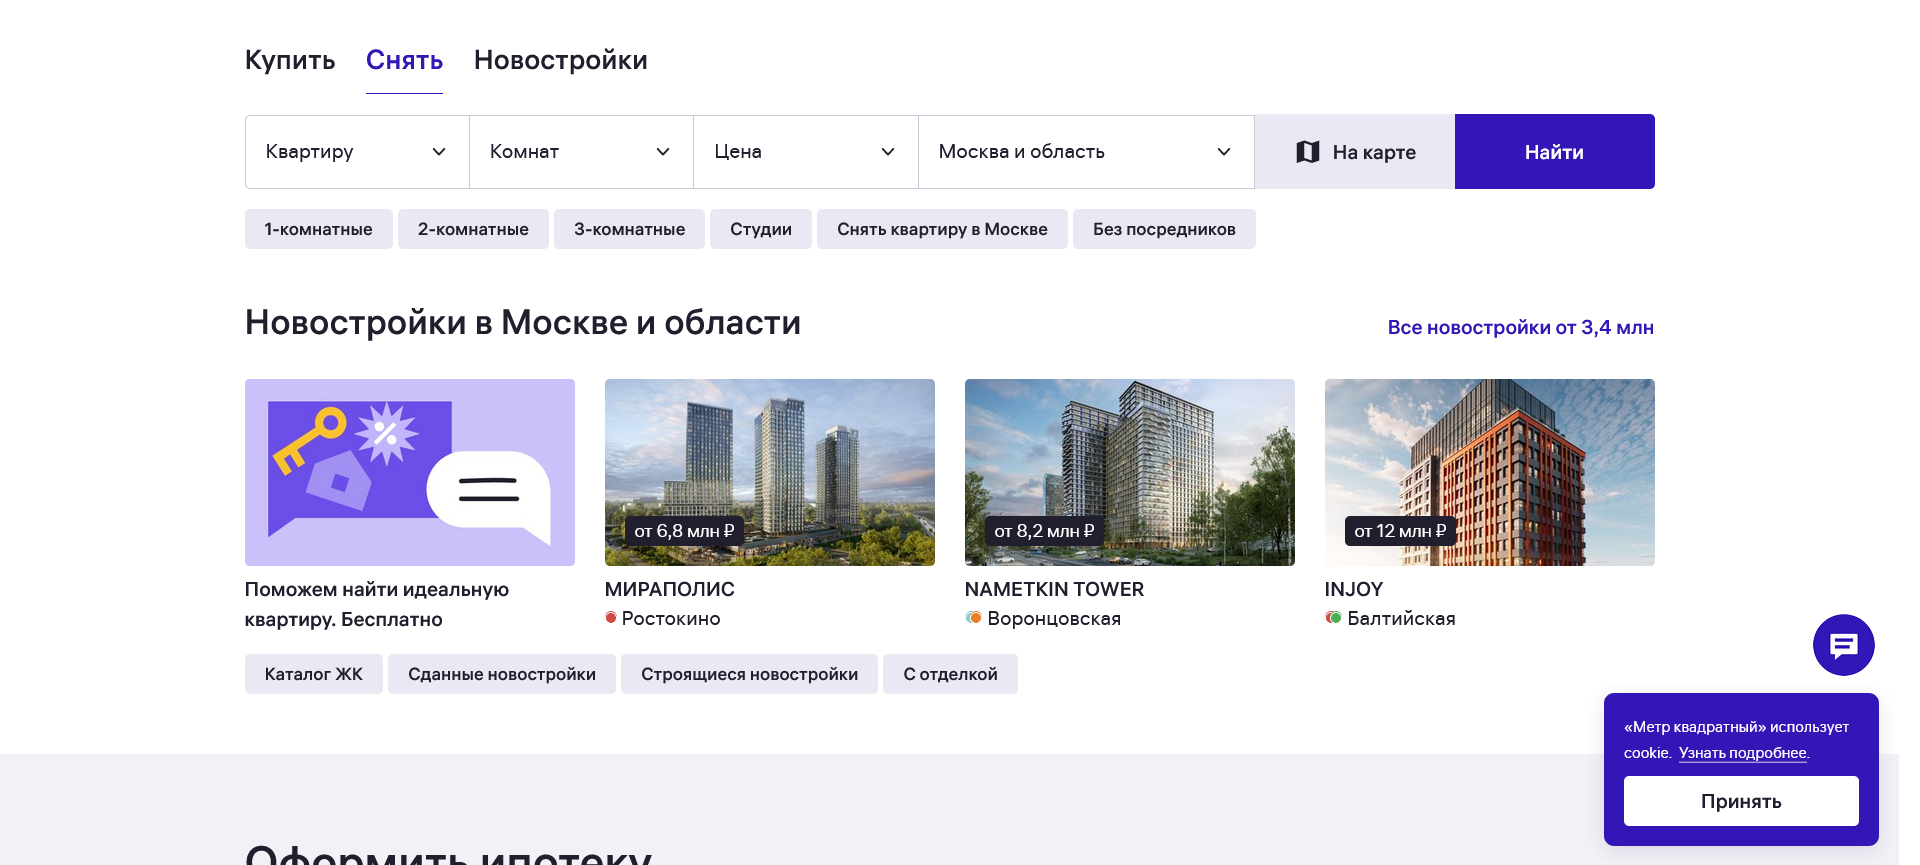 Купить Снять Новостройки
Квартиру Комнат Цена Москва и область На карте Найти
1-комнатные 2-комнатные 3-комнатные Студии Снять квартиру в Москве Без посредников
Новостройки в Москве и области
Все новостройки от 3,4 млн
от 6,8 млн ₽ от 8,2 млн ₽ от 12 млн ₽
Поможем найти идеальную
квартиру. Бесплатно
МИРАПОЛИС
Ростокино
NAMETKIN TOWER
Воронцовская
INJOY
Балтийская
Каталог ЖК Сданные новостройки Строящиеся новостройки С отделкой
«Метр квадратный» использует
cookie. Узнать подробнее.
Принять
Оформить ипотеку